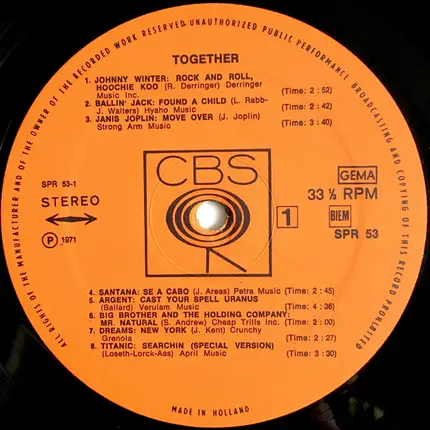 ALL RIGHTS OF THE MANUFACTURER AND OF THE OWNER OF THE RECORDED WORK RESERVED. UNAUTHORIZED PUBLIC PERFORMANCE, BROADCASTING AND COPYING OF THIS RECORD PROHIBITED
TOGETHER
1. JOHNNY WINTER: ROCK AND ROLL,
HOOCHIE KOO (R. Derringer) Derringer
Music Inc. (Time: 2 : 52)
2. BALLIN' JACK: FOUND A CHILD (L. Rabb-
J. Walters) Hyaho Music (Time: 2 : 42)
3. JANIS JOPLIN: MOVE OVER (J. Joplin)
Strong Arm Music (Time: 3 : 40)
CBS
SPR 53-1
STEREO
P 1971
GEMA
33 ⅓ RPM
1
BIEM
SPR 53
4. SANTANA: SE A CABO (J. Areas) Petra Music (Time: 2 : 45)
5. ARGENT: CAST YOUR SPELL URANUS
(Ballard) Verulam Music (Time: 4 : 36)
6. BIG BROTHER AND THE HOLDING COMPANY:
MR. NATURAL (S. Andrew) Cheap Trills Inc. (Time: 2 : 00)
7. DREAMS: NEW YORK (J. Kent) Crunchy
Grenola (Time: 2 : 27)
8. TITANIC: SEARCHIN (SPECIAL VERSION)
(Loseth-Lorck-Aas) April Music (Time: 3 : 30)
MADE IN HOLLAND